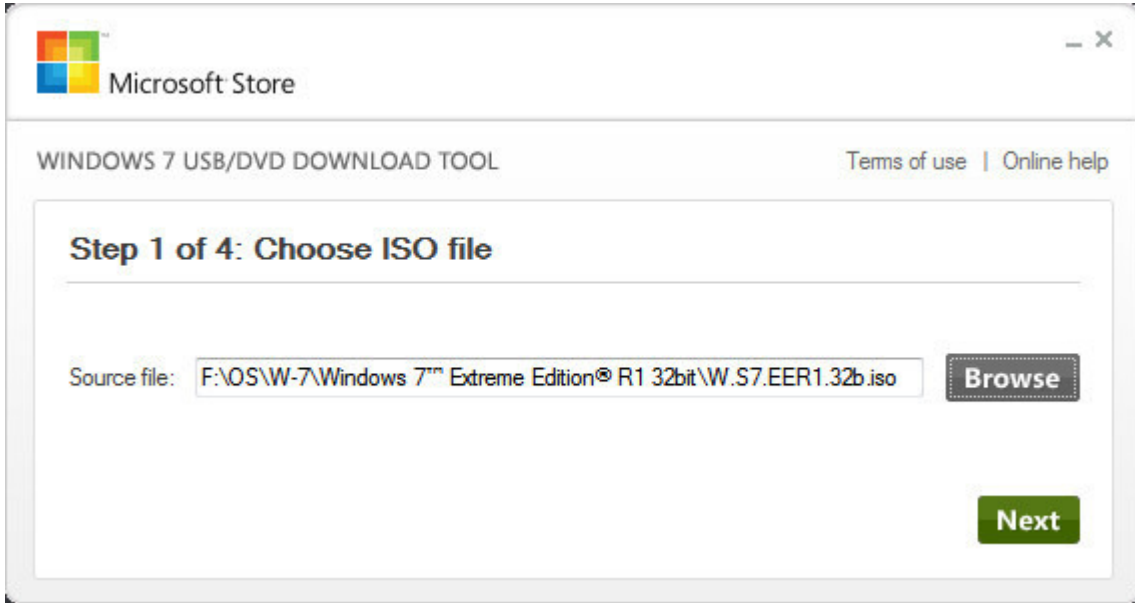 Microsoft Store
WINDOWS 7 USB/DVD DOWNLOAD TOOL
Terms of use | Online help
Step 1 of 4: Choose ISO file
Source file: F:\OS\W-7\Windows 7™ Extreme Edition® R1 32bit\W.S7.EER1.32b.iso Browse
Next